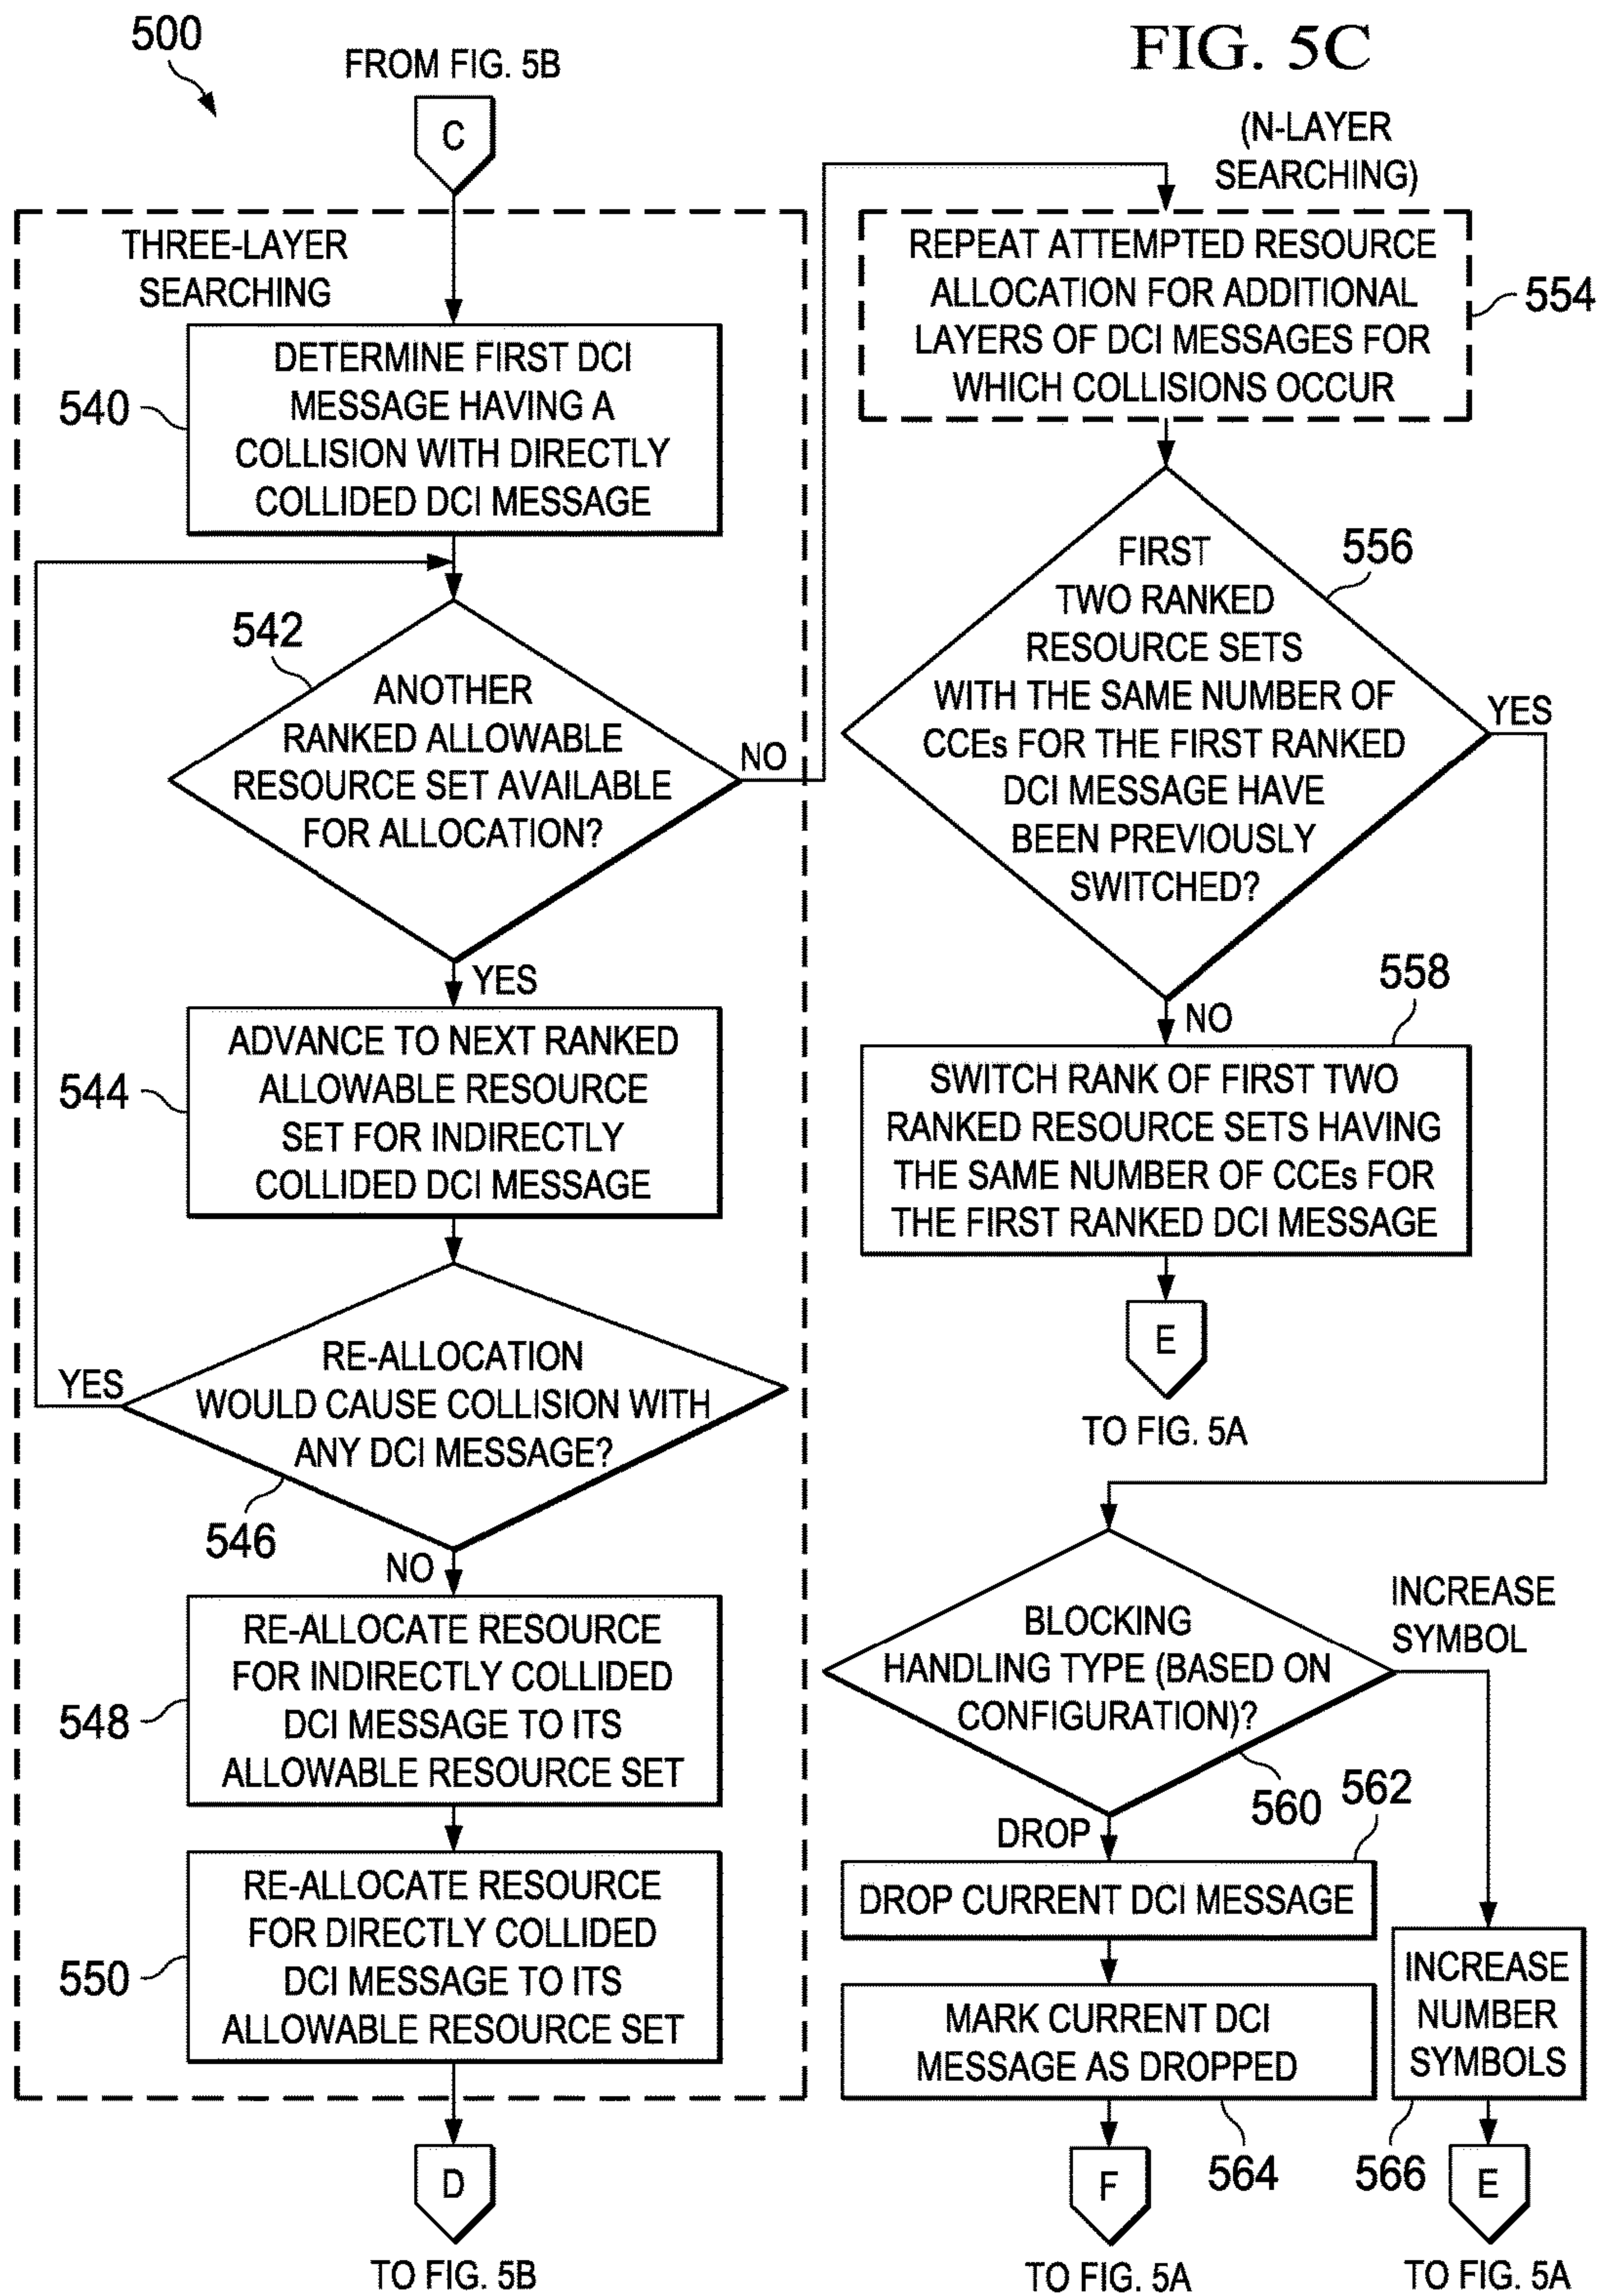 500
FROM FIG. 5B
C
FIG. 5C
THREE-LAYER
SEARCHING
540
DETERMINE FIRST DCI
MESSAGE HAVING A
COLLISION WITH DIRECTLY
COLLIDED DCI MESSAGE
542
ANOTHER
RANKED ALLOWABLE
RESOURCE SET AVAILABLE
FOR ALLOCATION?
NO
YES
544
ADVANCE TO NEXT RANKED
ALLOWABLE RESOURCE
SET FOR INDIRECTLY
COLLIDED DCI MESSAGE
YES
RE-ALLOCATION
WOULD CAUSE COLLISION WITH
ANY DCI MESSAGE?
546
NO
548
RE-ALLOCATE RESOURCE
FOR INDIRECTLY COLLIDED
DCI MESSAGE TO ITS
ALLOWABLE RESOURCE SET
550
RE-ALLOCATE RESOURCE
FOR DIRECTLY COLLIDED
DCI MESSAGE TO ITS
ALLOWABLE RESOURCE SET
D
TO FIG. 5B
(N-LAYER
SEARCHING)
REPEAT ATTEMPTED RESOURCE
ALLOCATION FOR ADDITIONAL
LAYERS OF DCI MESSAGES FOR
WHICH COLLISIONS OCCUR
554
556
FIRST
TWO RANKED
RESOURCE SETS
WITH THE SAME NUMBER OF
CCEs FOR THE FIRST RANKED
DCI MESSAGE HAVE
BEEN PREVIOUSLY
SWITCHED?
YES
NO
558
SWITCH RANK OF FIRST TWO
RANKED RESOURCE SETS HAVING
THE SAME NUMBER OF CCEs FOR
THE FIRST RANKED DCI MESSAGE
E
TO FIG. 5A
BLOCKING
HANDLING TYPE (BASED ON
CONFIGURATION)?
INCREASE
SYMBOL
560
DROP
562
DROP CURRENT DCI MESSAGE
MARK CURRENT DCI
MESSAGE AS DROPPED
564
F
TO FIG. 5A
INCREASE
NUMBER
SYMBOLS
566
E
TO FIG. 5A